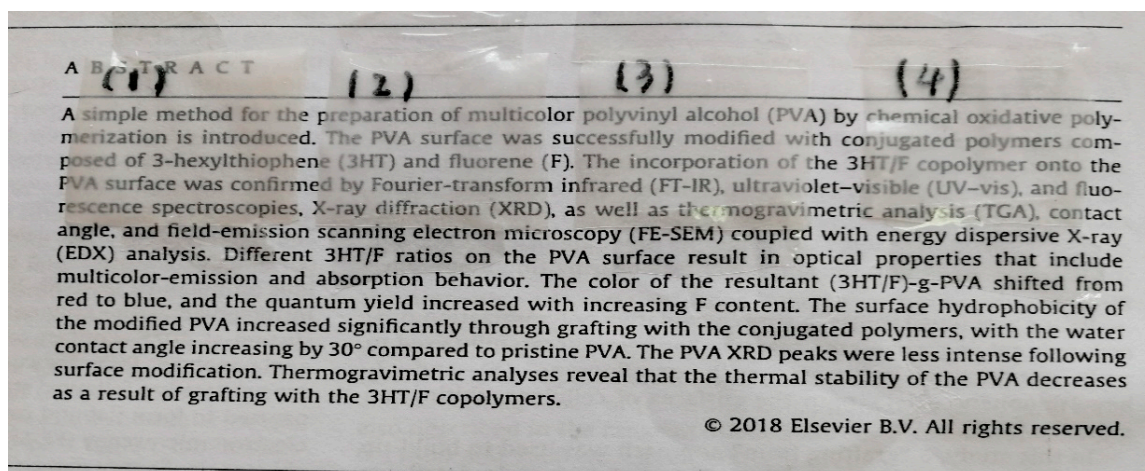 A B S T R A C T
(1) (2) (3) (4)
A simple method for the preparation of multicolor polyvinyl alcohol (PVA) by chemical oxidative poly-
merization is introduced. The PVA surface was successfully modified with conjugated polymers com-
posed of 3-hexylthiophene (3HT) and fluorene (F). The incorporation of the 3HT/F copolymer onto the
PVA surface was confirmed by Fourier-transform infrared (FT-IR), ultraviolet–visible (UV–vis), and fluo-
rescence spectroscopies, X-ray diffraction (XRD), as well as thermogravimetric analysis (TGA), contact
angle, and field-emission scanning electron microscopy (FE-SEM) coupled with energy dispersive X-ray
(EDX) analysis. Different 3HT/F ratios on the PVA surface result in optical properties that include
multicolor-emission and absorption behavior. The color of the resultant (3HT/F)-g-PVA shifted from
red to blue, and the quantum yield increased with increasing F content. The surface hydrophobicity of
the modified PVA increased significantly through grafting with the conjugated polymers, with the water
contact angle increasing by 30° compared to pristine PVA. The PVA XRD peaks were less intense following
surface modification. Thermogravimetric analyses reveal that the thermal stability of the PVA decreases
as a result of grafting with the 3HT/F copolymers.
© 2018 Elsevier B.V. All rights reserved.